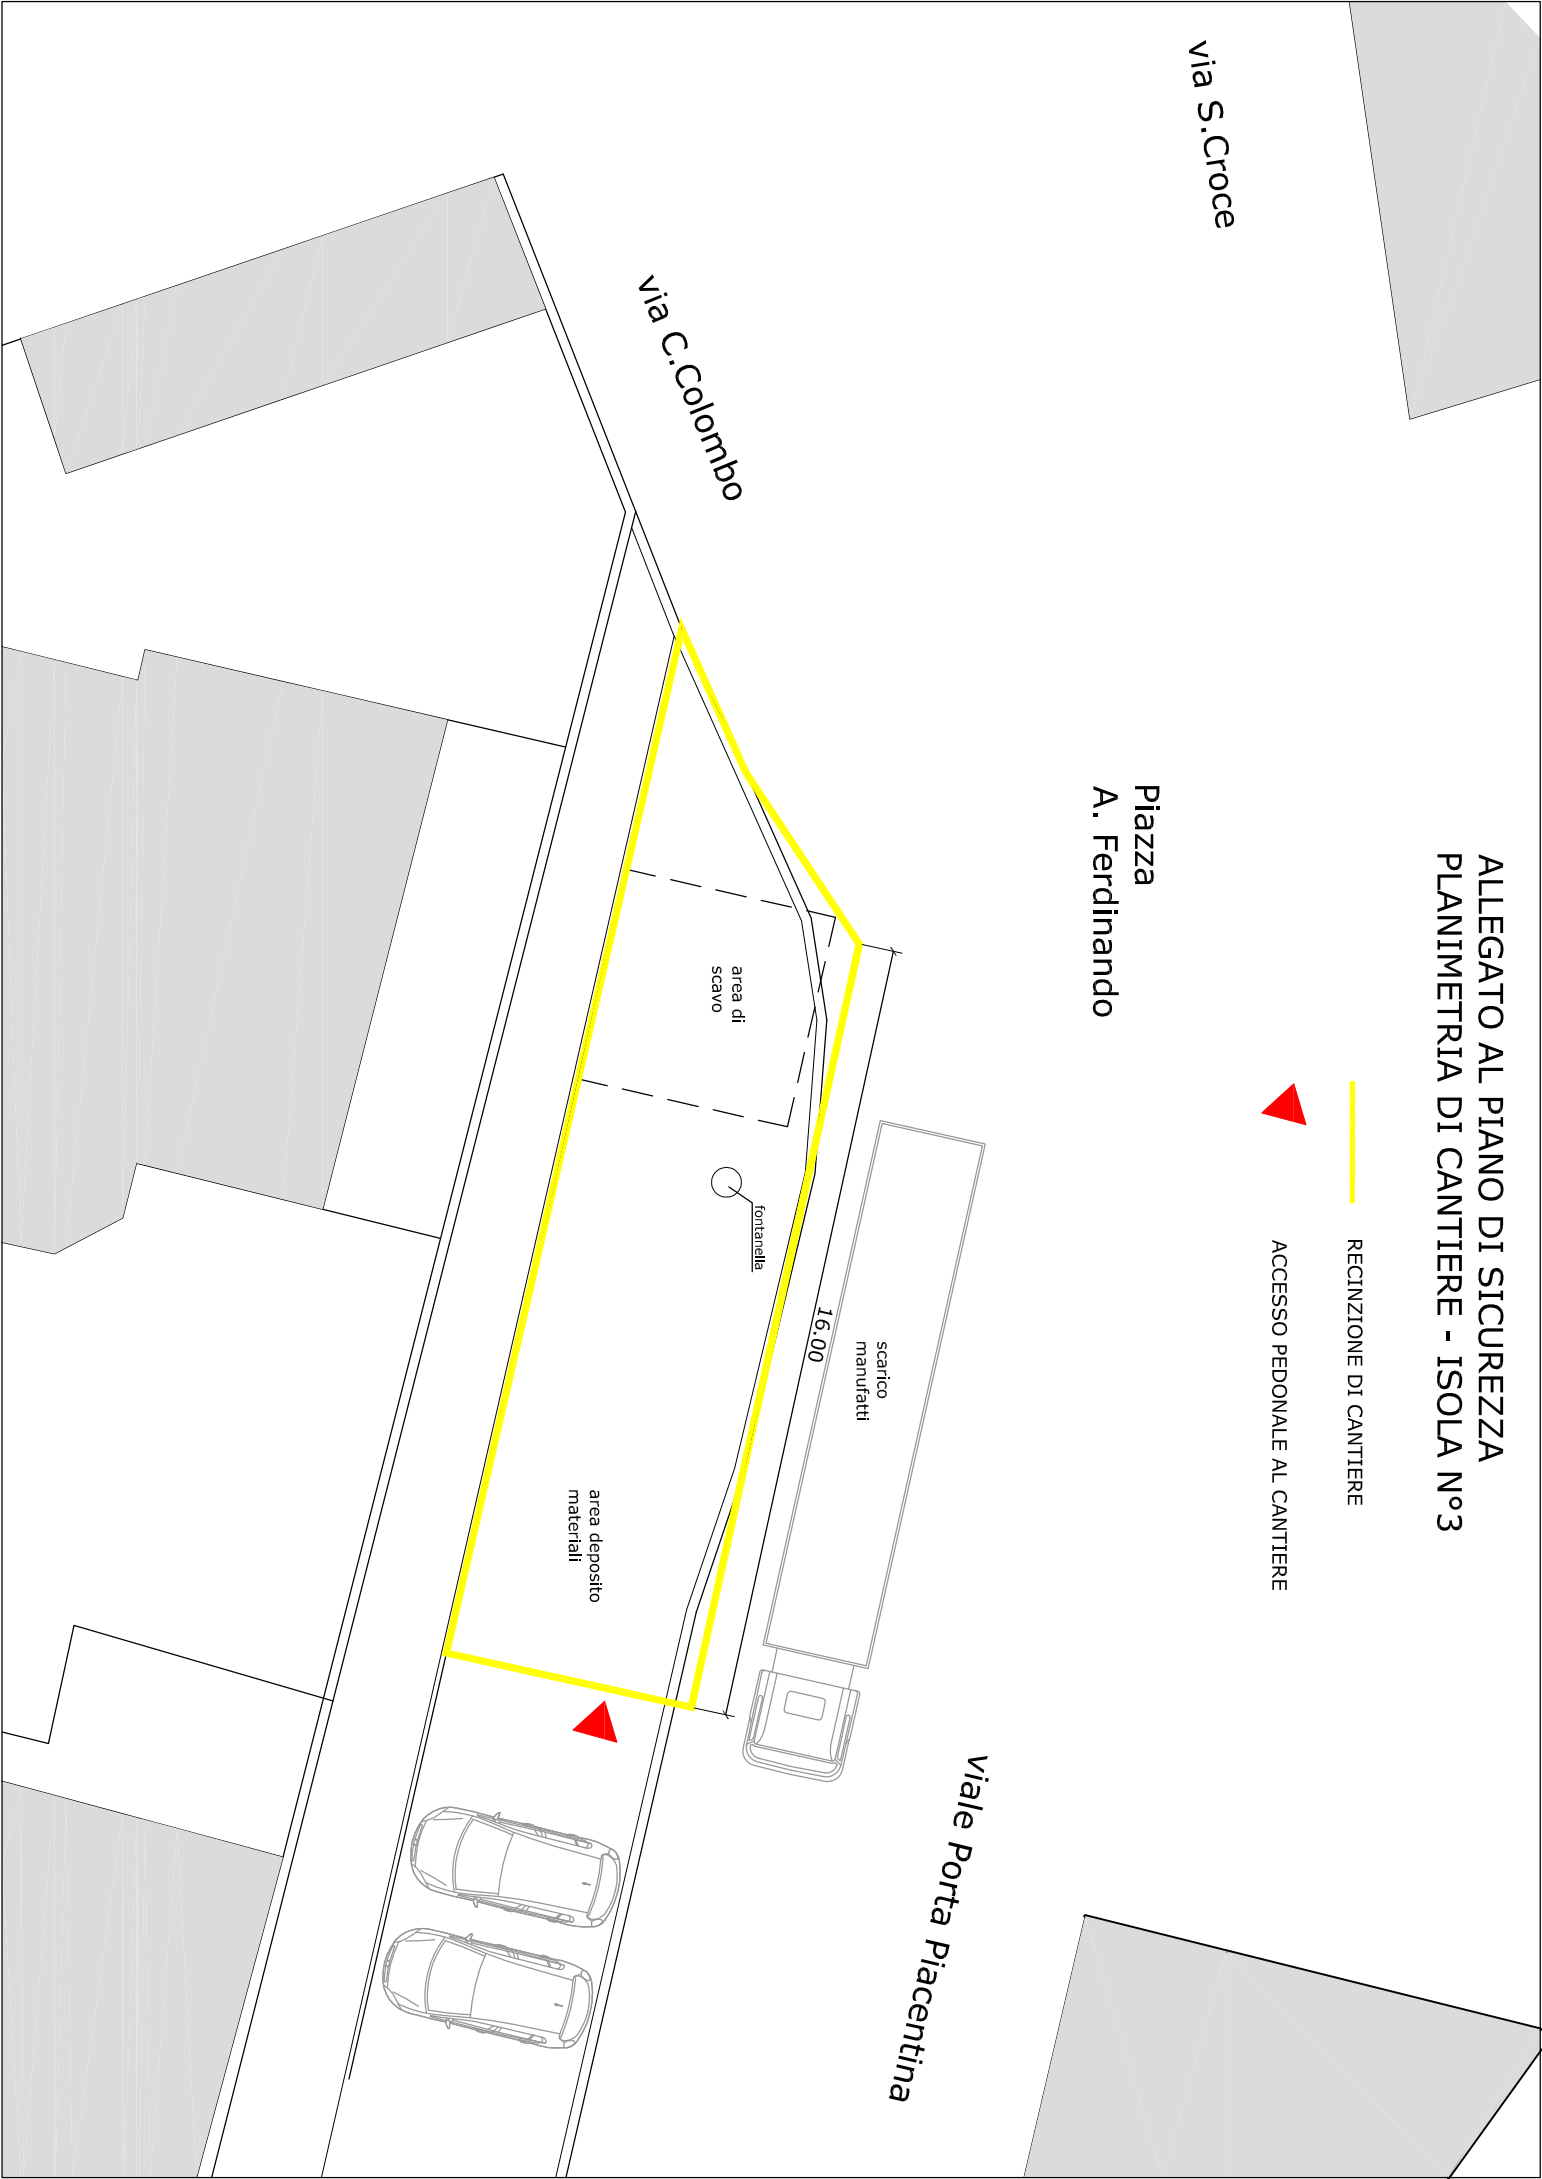 ALLEGATO AL PIANO DI SICUREZZA
PLANIMETRIA DI CANTIERE - ISOLA N°3
RECINZIONE DI CANTIERE
ACCESSO PEDONALE AL CANTIERE
via S.Croce
Piazza
A. Ferdinando
Viale Porta Piacentina
via C.Colombo
scarico
manufatti
16.00
area di
scavo
fontanella
area deposito
materiali